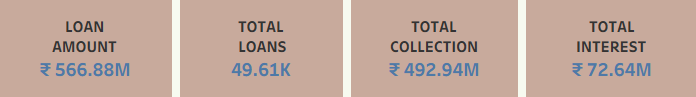 LOAN
AMOUNT
₹ 566.88M
TOTAL
LOANS
49.61K
TOTAL
COLLECTION
₹ 492.94M
TOTAL
INTEREST
₹ 72.64M